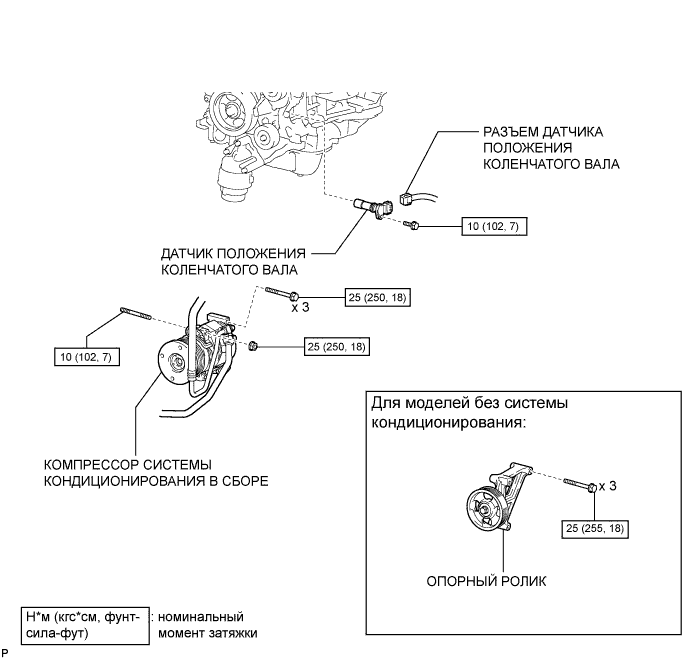 РАЗЪЕМ ДАТЧИКА
ПОЛОЖЕНИЯ
КОЛЕНЧАТОГО ВАЛА
10 (102, 7)
ДАТЧИК ПОЛОЖЕНИЯ
КОЛЕНЧАТОГО ВАЛА
25 (250, 18)
x 3
10 (102, 7)
25 (250, 18)
КОМПРЕССОР СИСТЕМЫ
КОНДИЦИОНИРОВАНИЯ В СБОРЕ
Для моделей без системы
кондиционирования:
x 3
25 (255, 18)
ОПОРНЫЙ РОЛИК
Н*м (кгс*см, фунт-
сила-фут)
: номинальный
момент затяжки
P